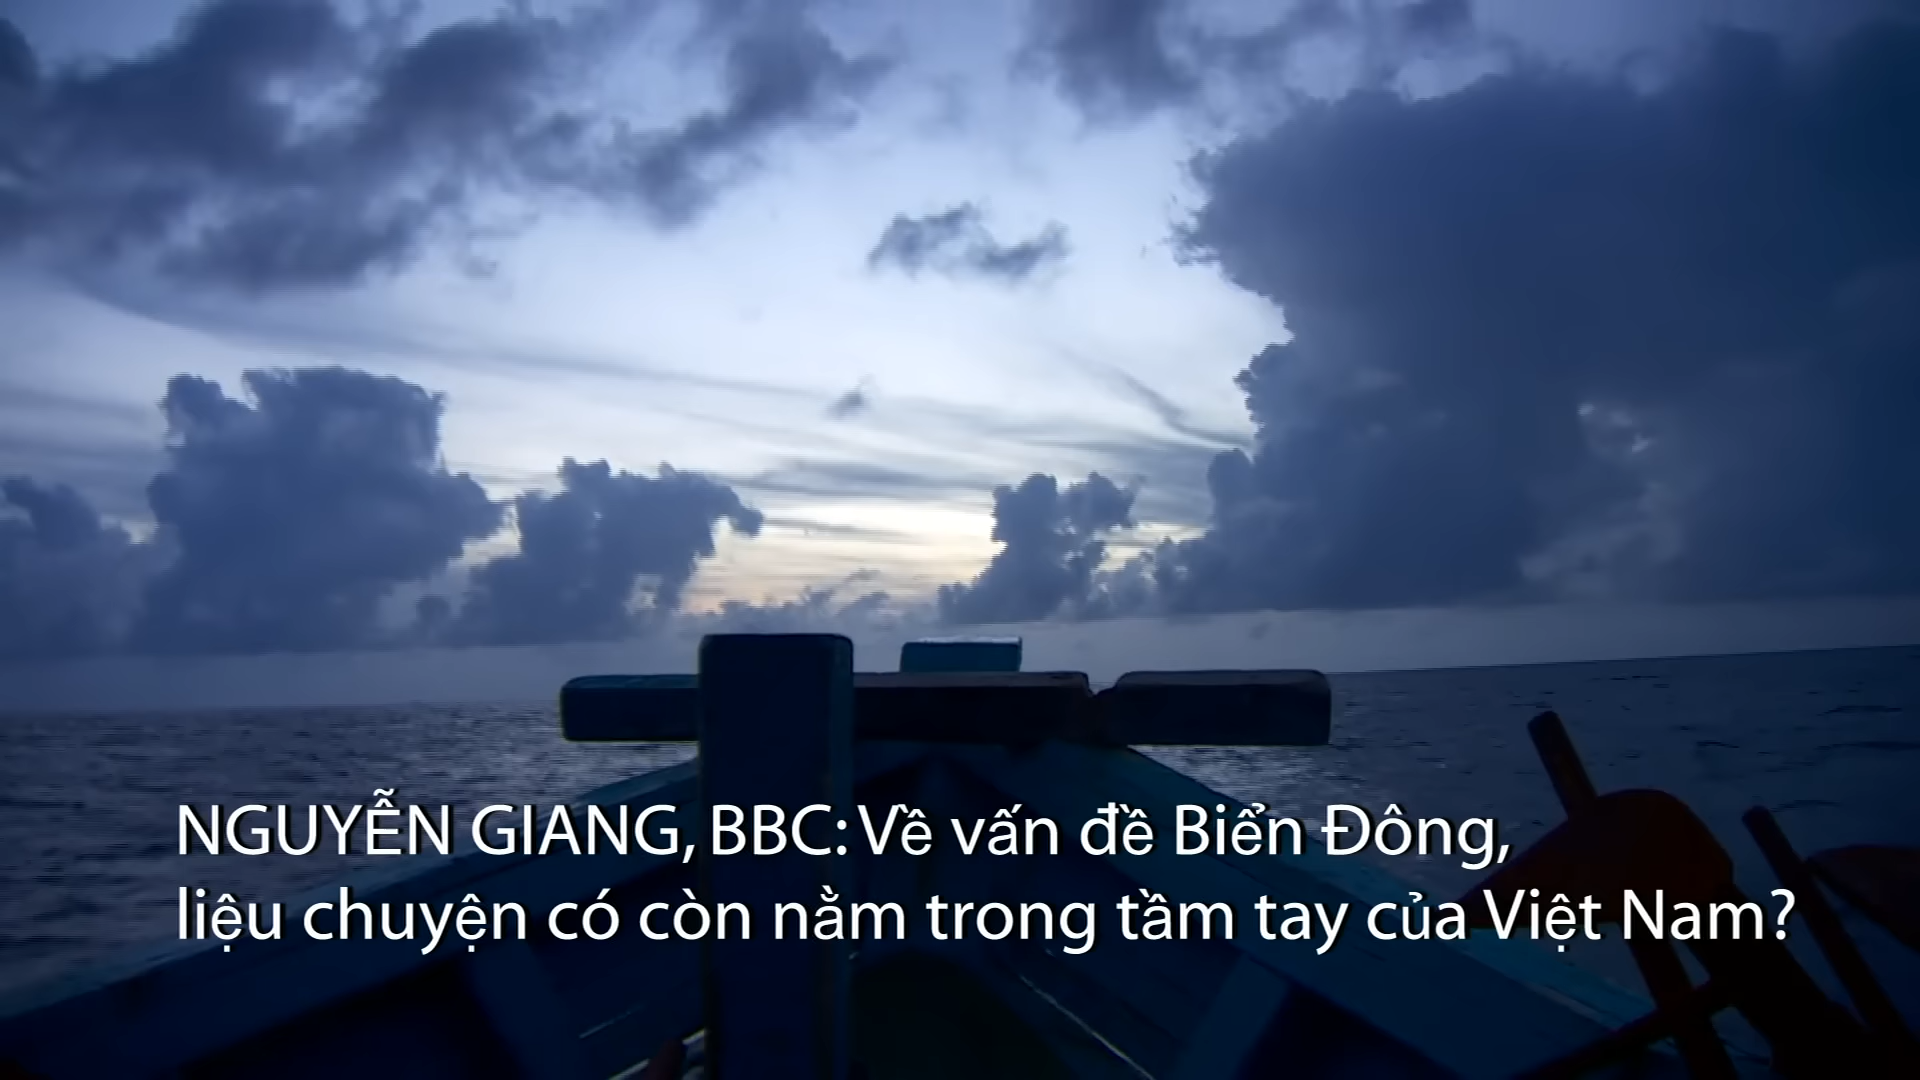 NGUYỄN GIANG, BBC: Về vấn đề Biển Đông,
liệu chuyện có còn nằm trong tầm tay của Việt Nam?